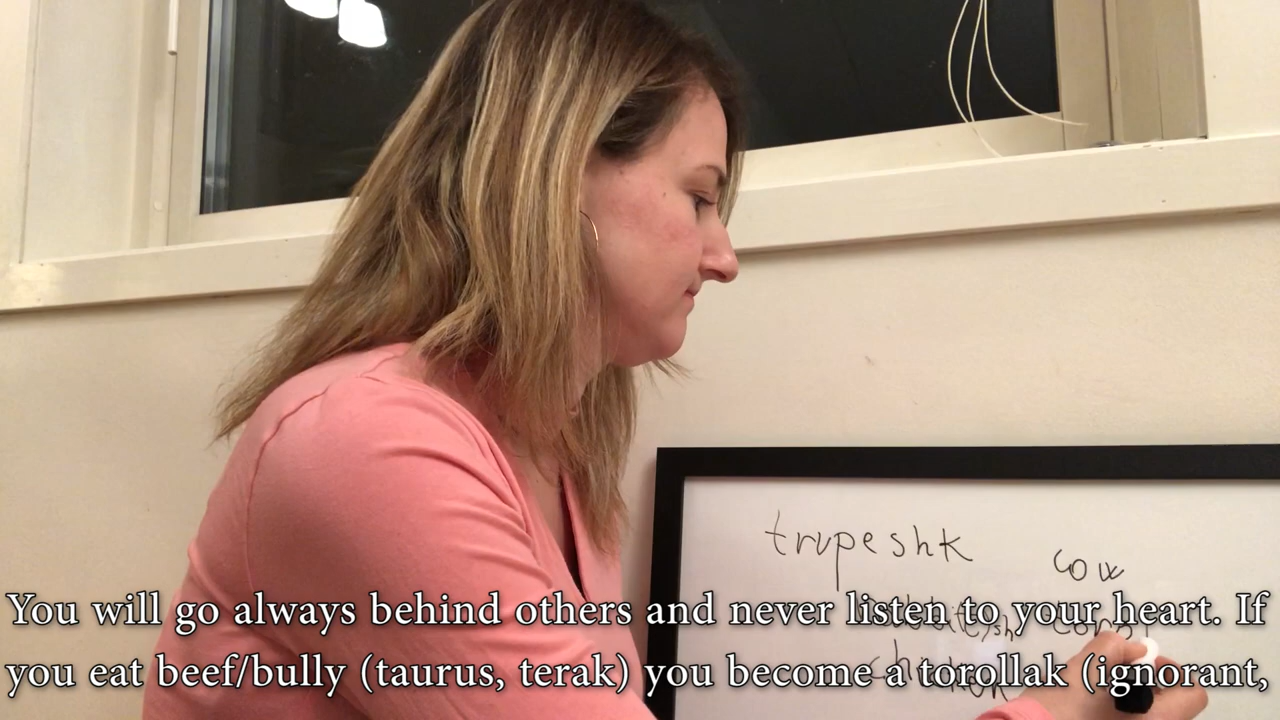 trupeshk
cow
You will go always behind others and never listen to your heart. If
you eat beef/bully (taurus, terak) you become a torollak (ignorant,